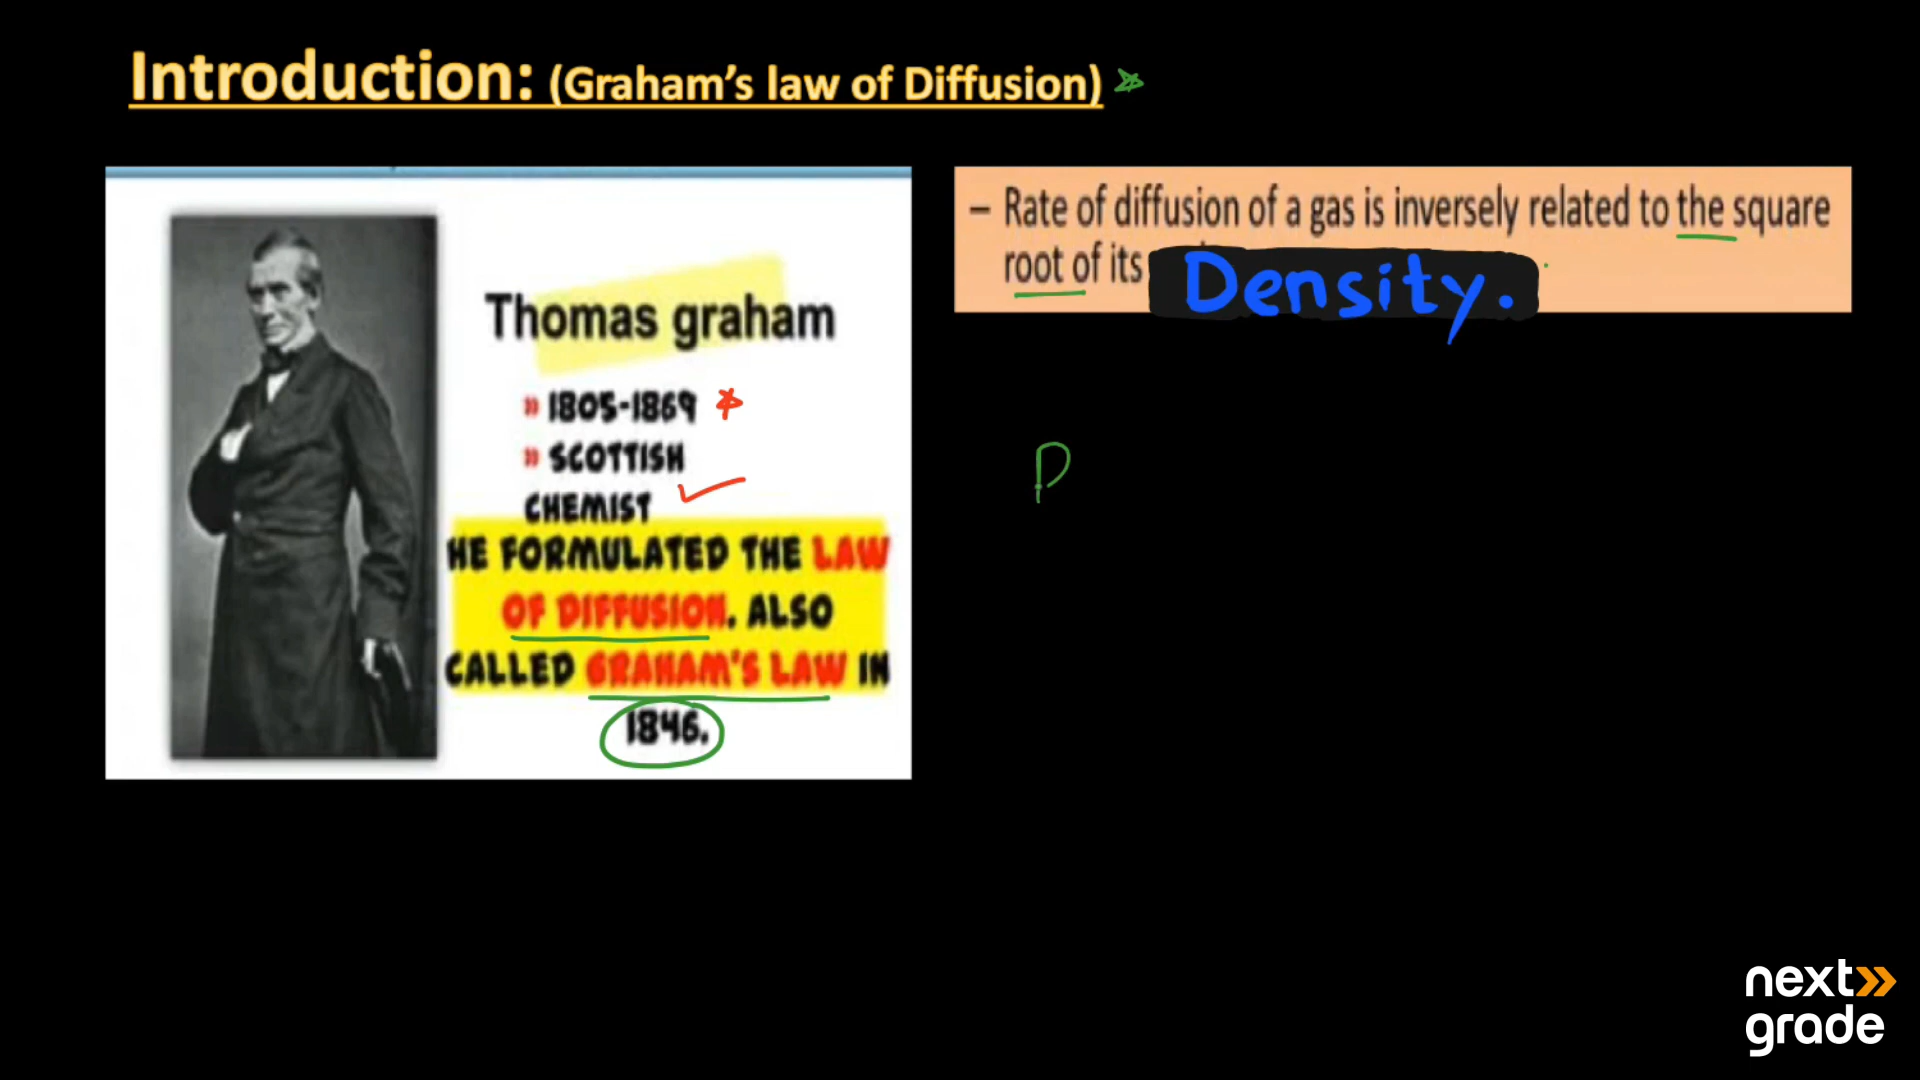 Introduction: (Graham’s law of Diffusion)
Thomas graham
» 1805-1869
» SCOTTISH
CHEMIST
HE FORMULATED THE LAW
OF DIFFUSION. ALSO
CALLED GRAHAM'S LAW IN
1846.
– Rate of diffusion of a gas is inversely related to the square
root of its Density.
D
next»
grade